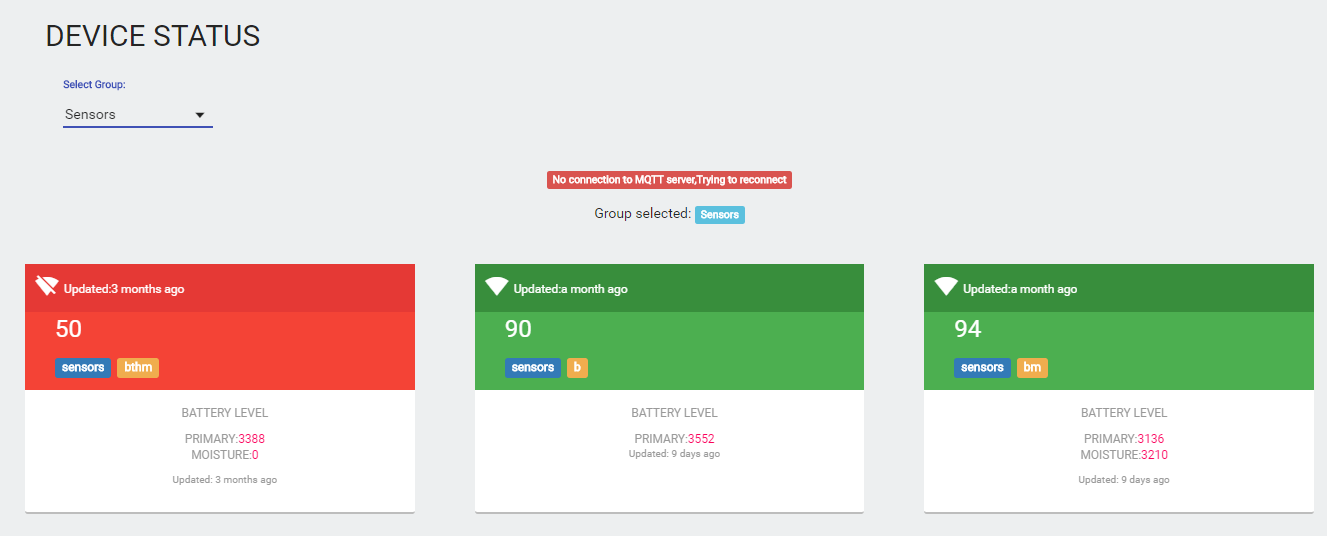 DEVICE STATUS
Select Group:
Sensors
No connection to MQTT server,Trying to reconnect
Group selected: Sensors
Updated:3 months ago
50
sensors bthm
BATTERY LEVEL
PRIMARY:3388
MOISTURE:0
Updated: 3 months ago
Updated:a month ago
90
sensors b
BATTERY LEVEL
PRIMARY:3552
Updated: 9 days ago
Updated:a month ago
94
sensors bm
BATTERY LEVEL
PRIMARY:3136
MOISTURE:3210
Updated: 9 days ago